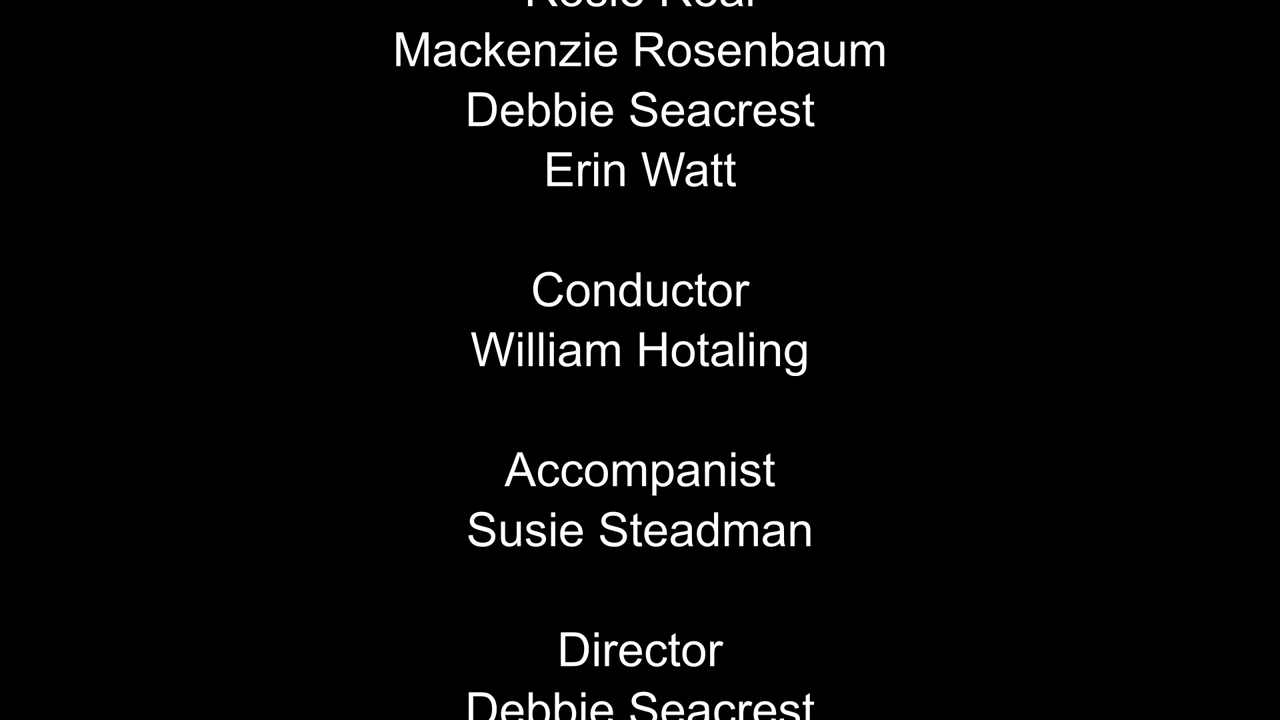 Mackenzie Rosenbaum
Debbie Seacrest
Erin Watt
Conductor
William Hotaling
Accompanist
Susie Steadman
Director
Debbie Seacrest